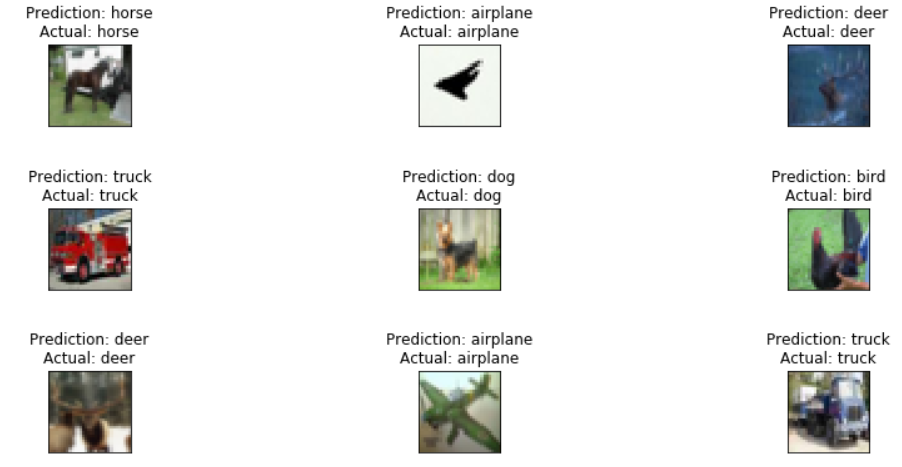 Prediction: horse
Actual: horse
Prediction: airplane
Actual: airplane
Prediction: deer
Actual: deer
Prediction: truck
Actual: truck
Prediction: dog
Actual: dog
Prediction: bird
Actual: bird
Prediction: deer
Actual: deer
Prediction: airplane
Actual: airplane
Prediction: truck
Actual: truck